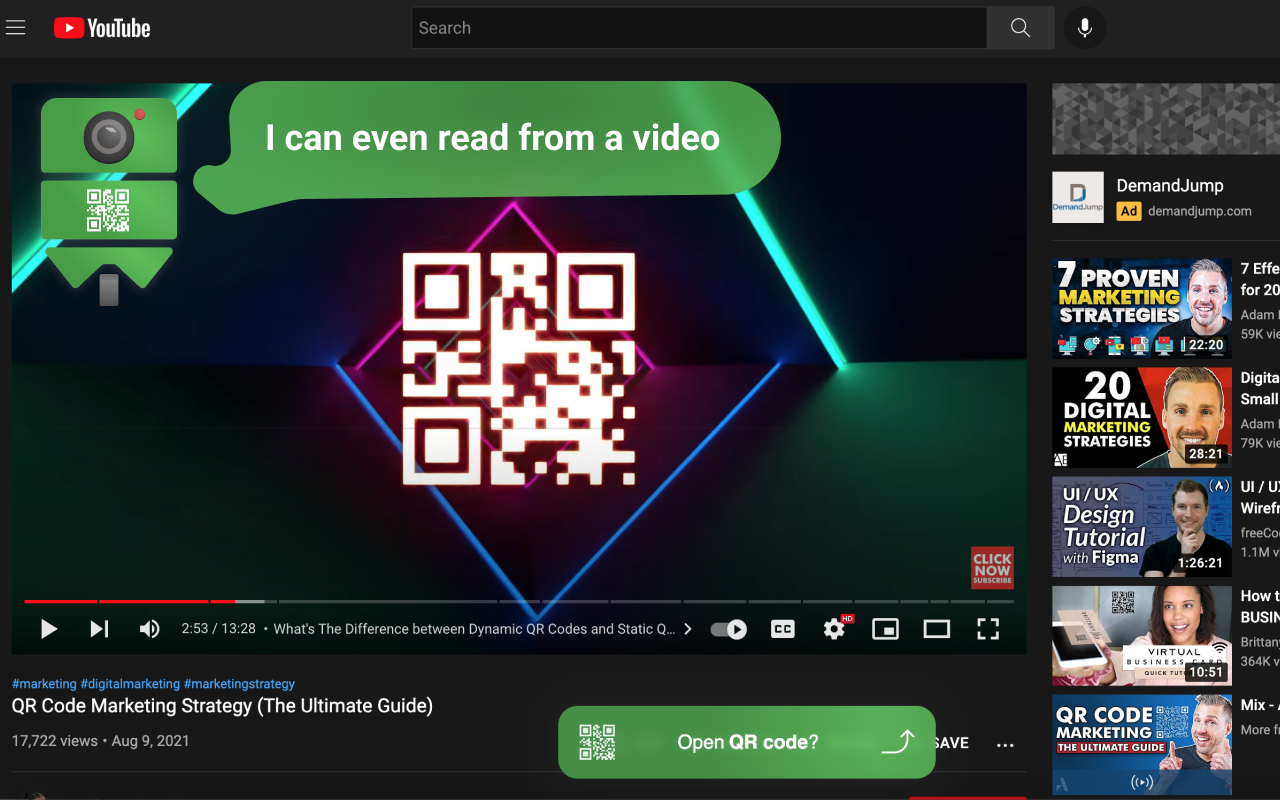 YouTube
Search
I can even read from a video
CLICK
NOW
SUBSCRIBE
2:53 / 13:28 • What's The Difference between Dynamic QR Codes and Static Q...
CC
HD
#marketing #digitalmarketing #marketingstrategy
QR Code Marketing Strategy (The Ultimate Guide)
17,722 views • Aug 9, 2021
Open QR code?
SAVE
...
DemandJump
DemandJump
Ad demandjump.com
7 PROVEN
MARKETING
STRATEGIES
22:20
7 Effe
for 20
Adam
59K vie
20
DIGITAL
MARKETING
STRATEGIES
AE
28:21
Digita
Small
Adam
79K vie
UI / UX
Design
Tutorial
with Figma
1:26:21
UI / UX
Wirefr
freeCo
1.1M v
VIRTUAL
BUSINESS CARD
QUICK TUTO
10:51
How t
BUSIN
Brittany
364K v
QR CODE
MARKETING
THE ULTIMATE GUIDE
Mix - A
More fr